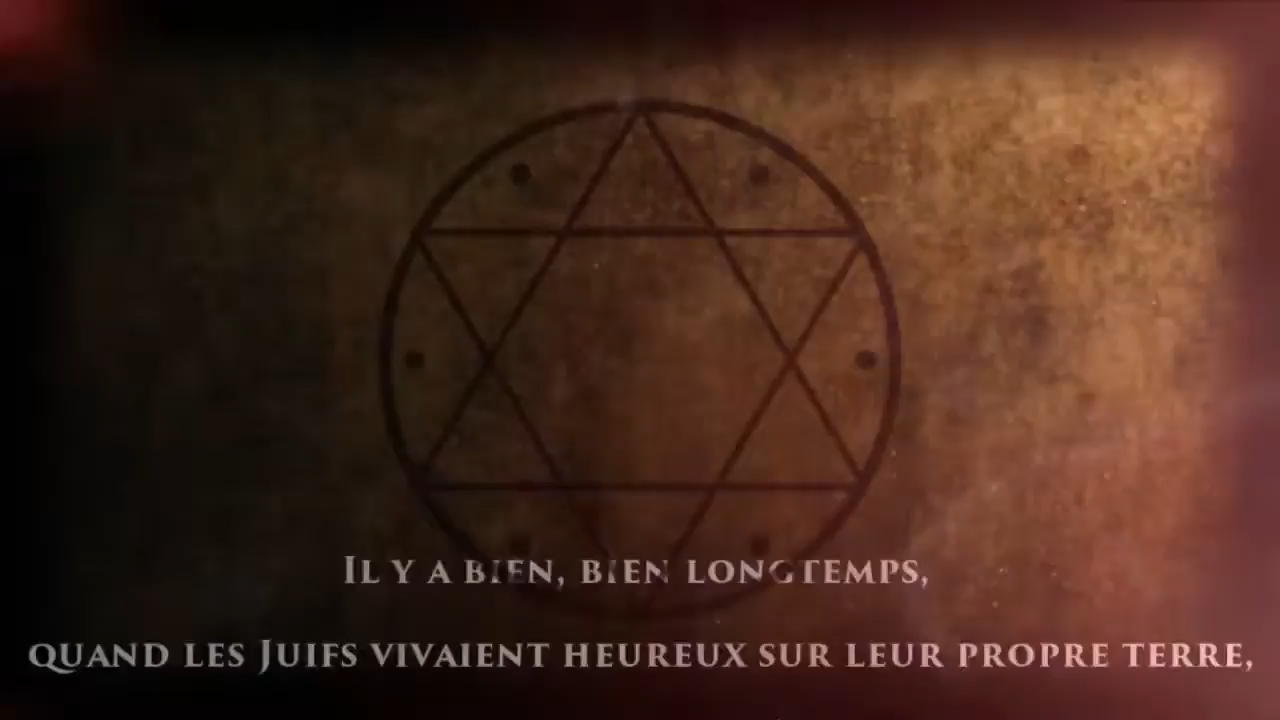 Il y a bien, bien longtemps,
quand les Juifs vivaient heureux sur leur propre terre,